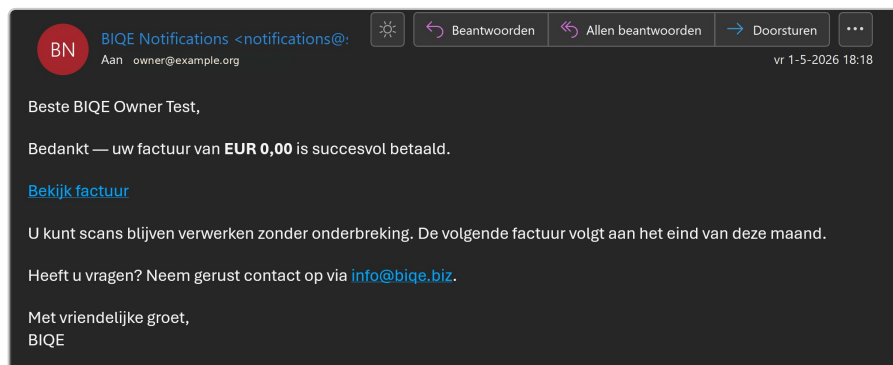 BN
BIQE Notifications <notifications@
Beantwoorden
Allen beantwoorden
Doorsturen
Aan owner@example.org
vr 1-5-2026 18:18
Beste BIQE Owner Test,
Bedankt — uw factuur van EUR 0,00 is succesvol betaald.
Bekijk factuur
U kunt scans blijven verwerken zonder onderbreking. De volgende factuur volgt aan het eind van deze maand.
Heeft u vragen? Neem gerust contact op via info@biqe.biz.
Met vriendelijke groet,
BIQE